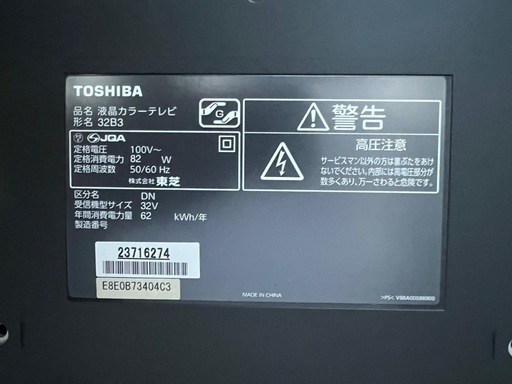 TOSHIBA
品名 液晶カラーテレビ
形名 32B3
JQA
定格電圧 100V～
定格消費電力 82 W
定格周波数 50/60 Hz
株式会社 東芝
区分名 DN
受信機型サイズ 32V
年間消費電力量 62 kWh/年
製造番号
23716274
E8E0B73404C3
G
警告
高圧注意
サービスマン以外の方は裏ぶたをあけ
ないでください。内部には高電圧部分が
数多くあり、万一さわると危険です。
MADE IN CHINA
>PS< V66A00S98900